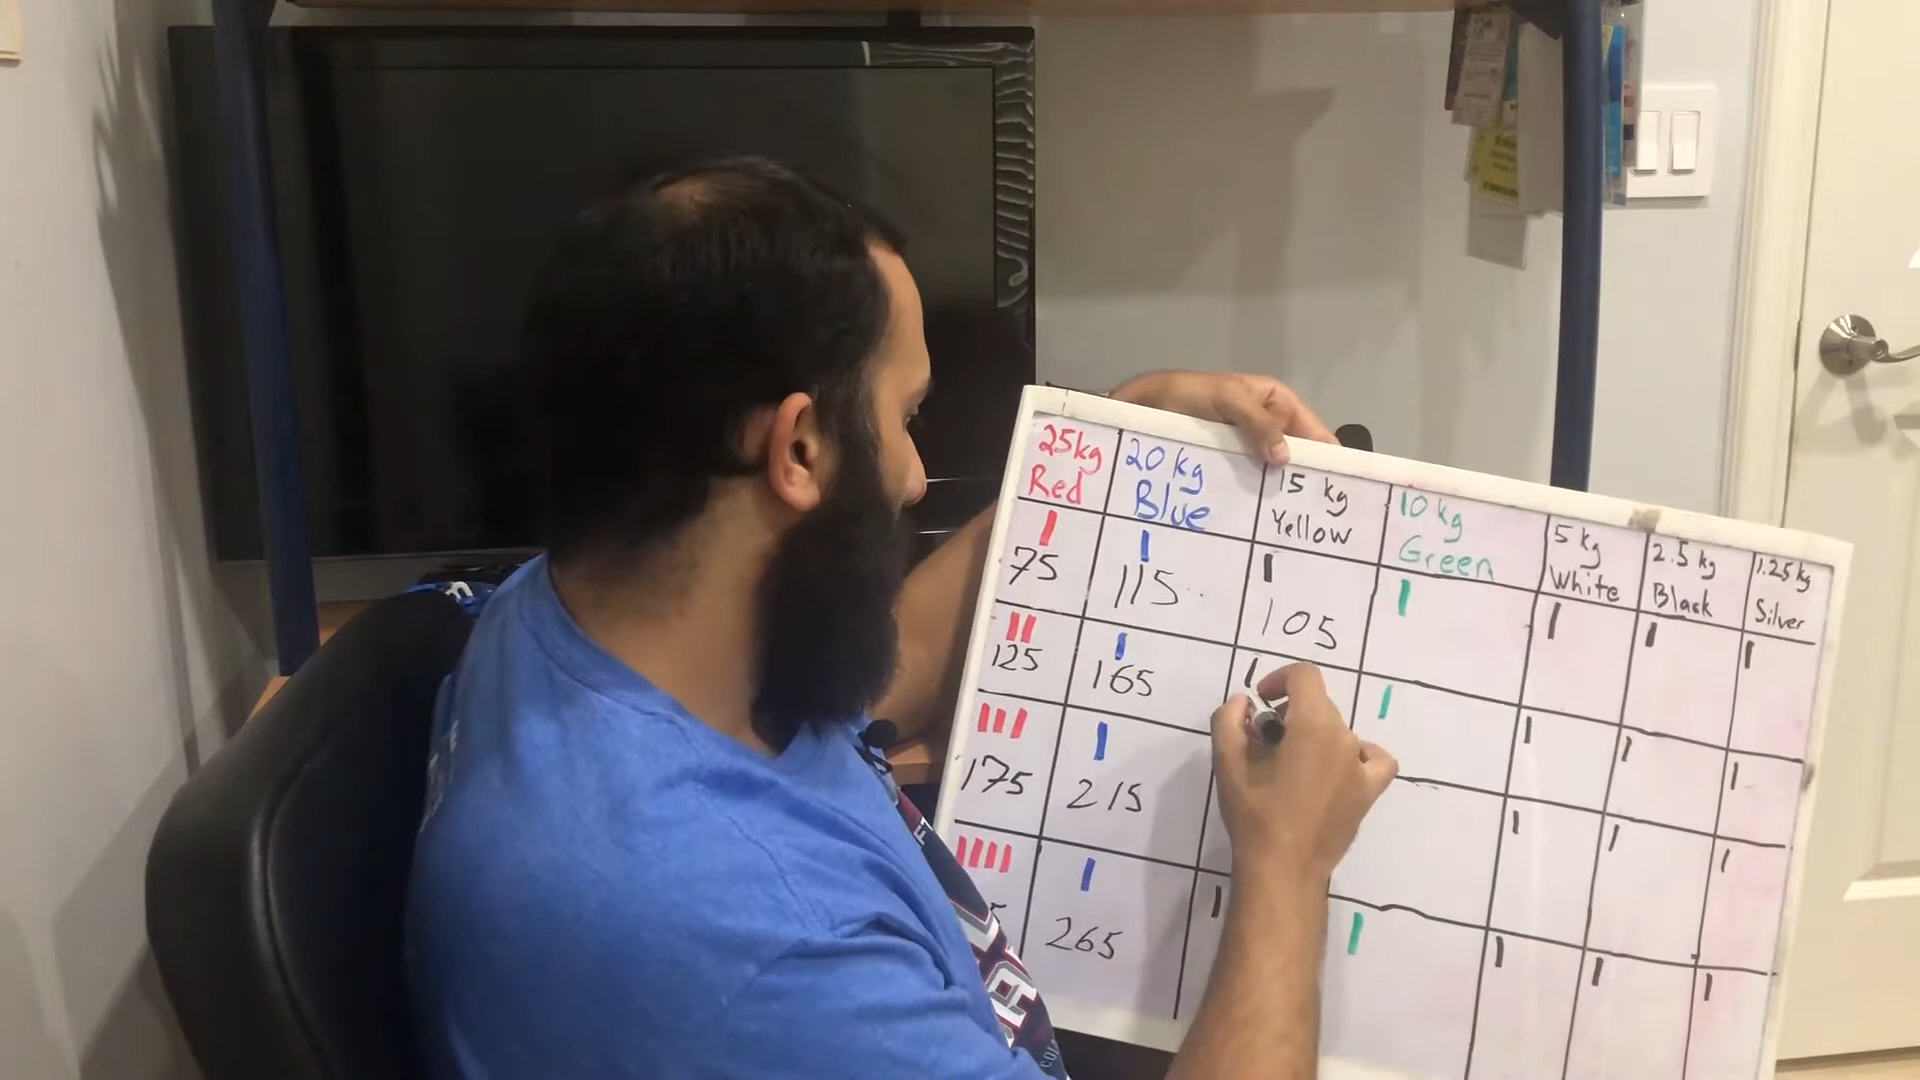 25kg
Red
20 kg
Blue
15 kg
Yellow
10 kg
Green
5 kg
White
2.5 kg
Black
1.25 kg
Silver
75
115
105
125
165
175
215
5
265